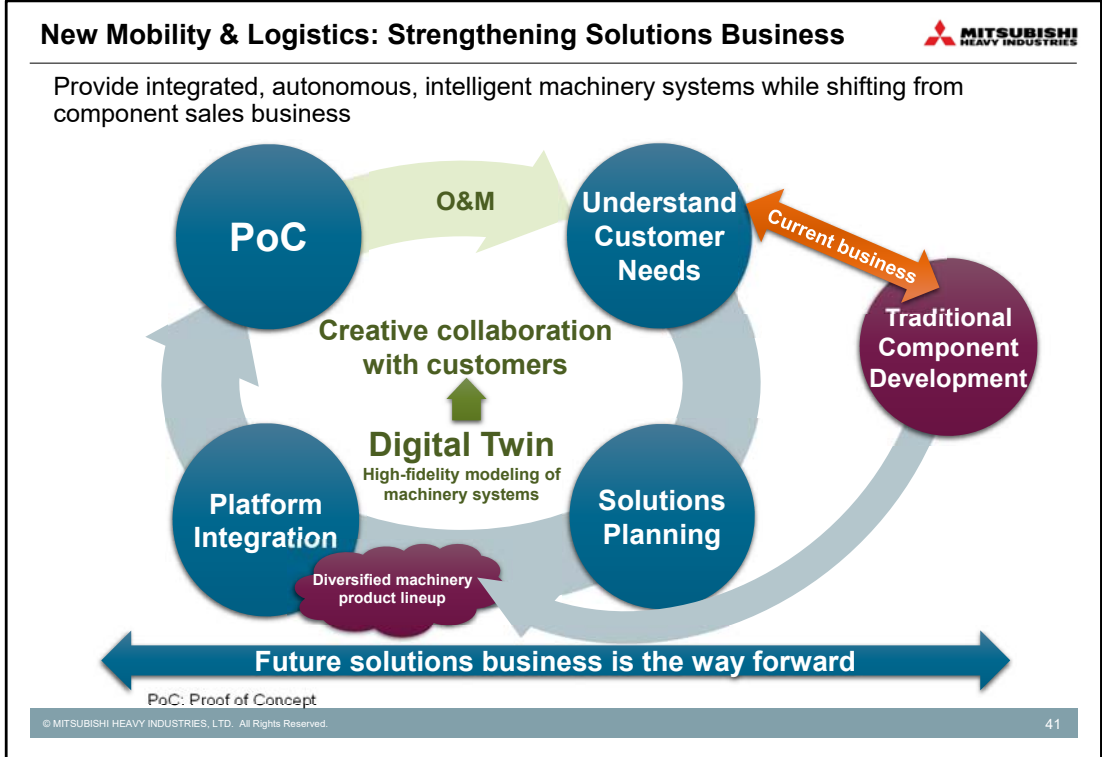 New Mobility & Logistics: Strengthening Solutions Business
MITSUBISHI
HEAVY INDUSTRIES
Provide integrated, autonomous, intelligent machinery systems while shifting from
component sales business
PoC
O&M
Understand
Customer
Needs
Current business
Traditional
Component
Development
Creative collaboration
with customers
Digital Twin
High-fidelity modeling of
machinery systems
Platform
Integration
Solutions
Planning
Diversified machinery
product lineup
Future solutions business is the way forward
PoC: Proof of Concept
© MITSUBISHI HEAVY INDUSTRIES, LTD. All Rights Reserved.
41